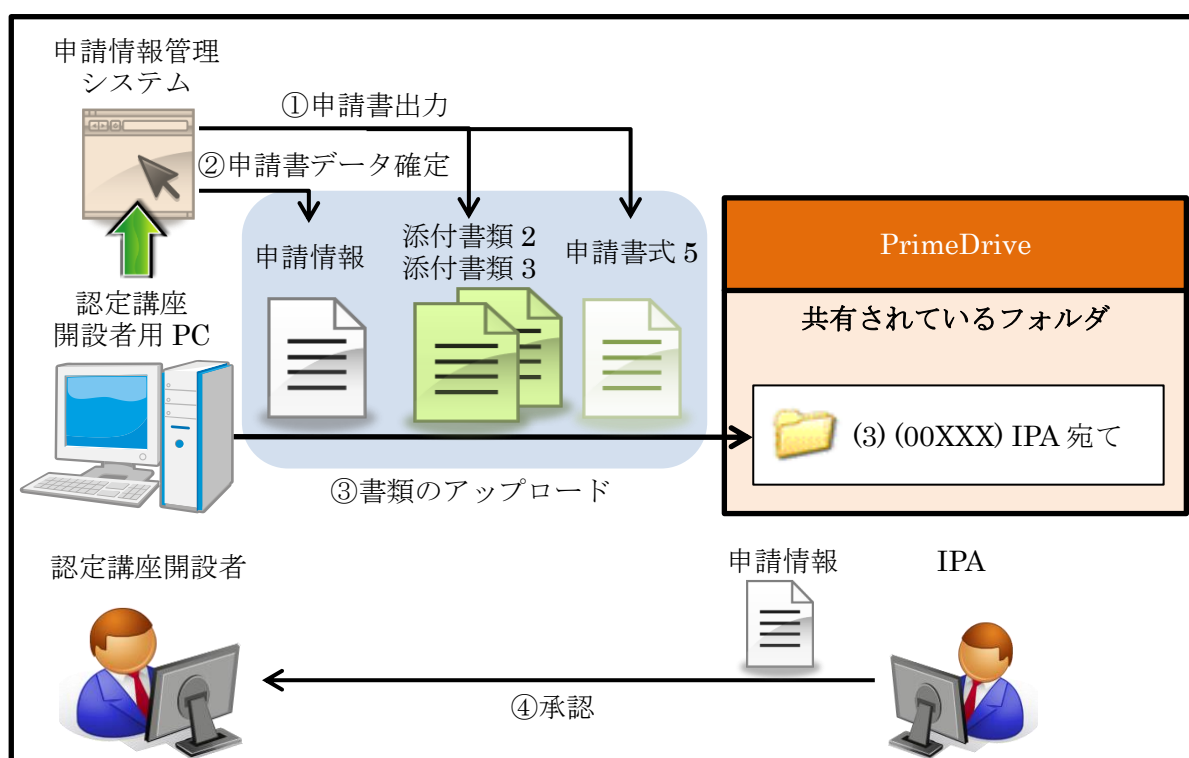 申請情報管理
システム
①申請書出力
②申請書データ確定
申請情報
添付書類 2
添付書類 3
申請書式 5
認定講座
開設者用 PC
PrimeDrive
共有されているフォルダ
(3) (00XXX) IPA 宛て
③書類のアップロード
認定講座開設者
申請情報
IPA
④承認